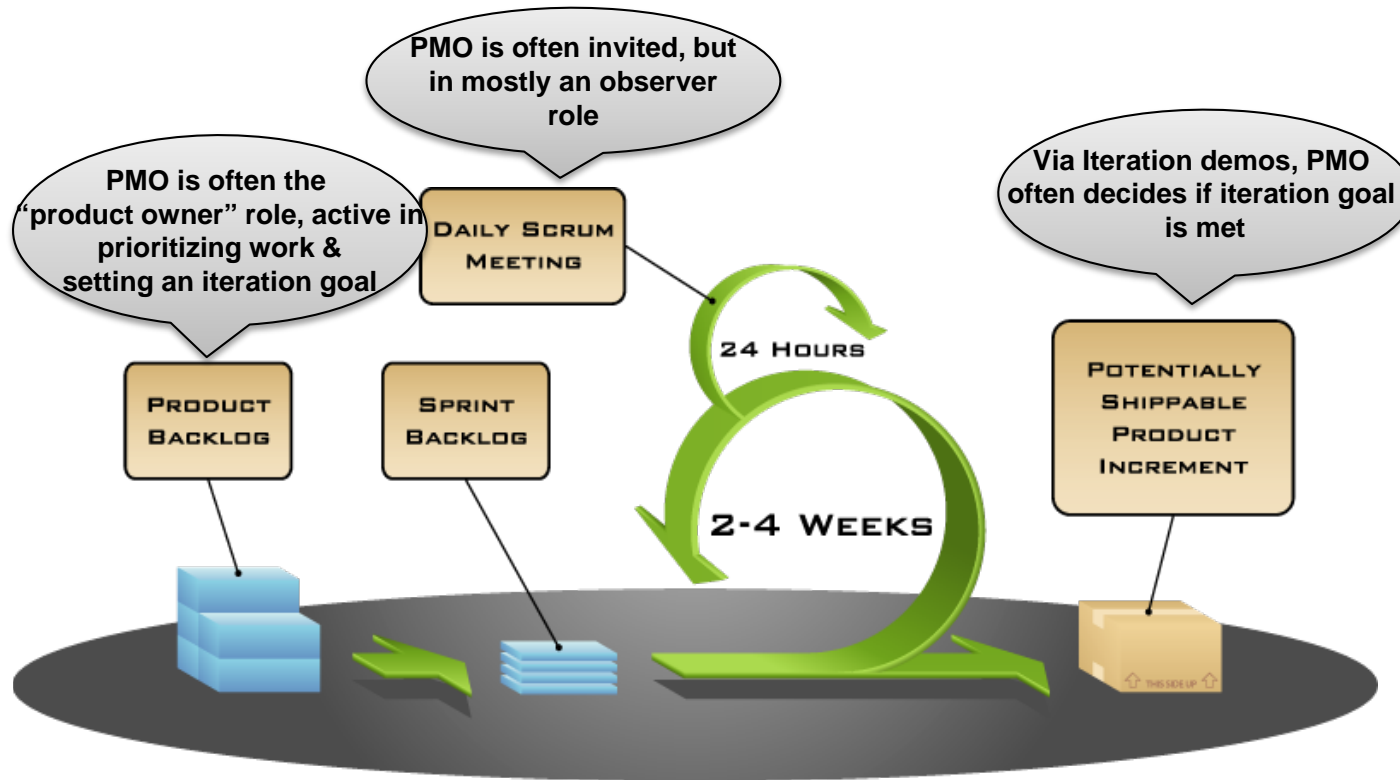 PMO is often invited, but
in mostly an observer
role
PMO is often the
“product owner” role, active in
prioritizing work &
setting an iteration goal
Via Iteration demos, PMO
often decides if iteration goal
is met
DAILY SCRUM
MEETING
24 HOURS
PRODUCT
BACKLOG
SPRINT
BACKLOG
POTENTIALLY
SHIPPABLE
PRODUCT
INCREMENT
2-4 WEEKS
THIS SIDE UP